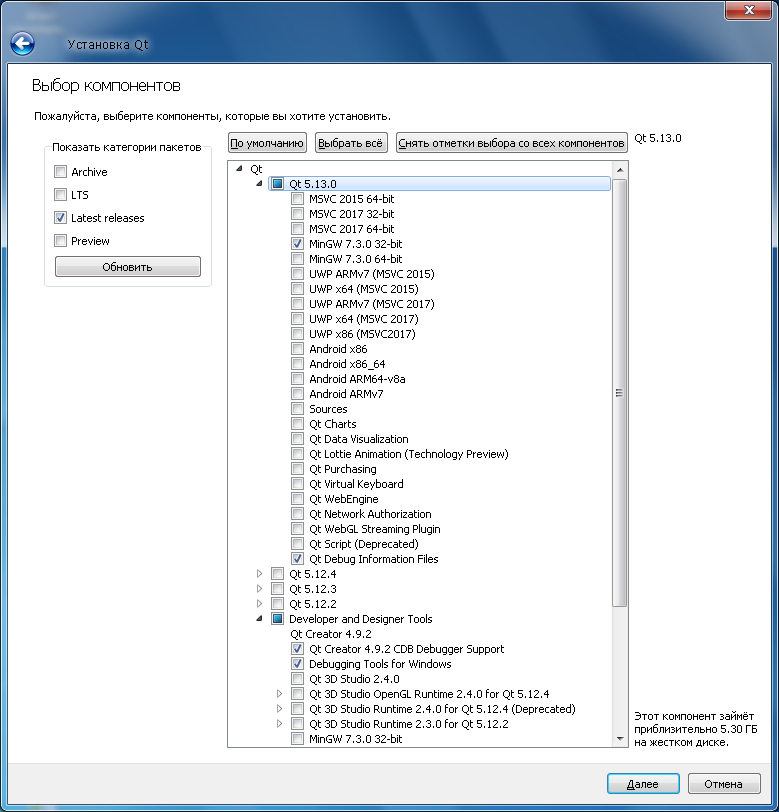 Установка Qt
Выбор компонентов
Пожалуйста, выберите компоненты, которые вы хотите установить.
Показать категории пакетов
Archive
LTS
Latest releases
Preview
Обновить
По умолчанию
Выбрать всё
Снять отметки выбора со всех компонентов
Qt 5.13.0
Qt
Qt 5.13.0
MSVC 2015 64-bit
MSVC 2017 32-bit
MSVC 2017 64-bit
MinGW 7.3.0 32-bit
MinGW 7.3.0 64-bit
UWP ARMv7 (MSVC 2015)
UWP x64 (MSVC 2015)
UWP ARMv7 (MSVC 2017)
UWP x64 (MSVC 2017)
UWP x86 (MSVC2017)
Android x86
Android x86_64
Android ARM64-v8a
Android ARMv7
Sources
Qt Charts
Qt Data Visualization
Qt Lottie Animation (Technology Preview)
Qt Purchasing
Qt Virtual Keyboard
Qt WebEngine
Qt Network Authorization
Qt WebGL Streaming Plugin
Qt Script (Deprecated)
Qt Debug Information Files
Qt 5.12.4
Qt 5.12.3
Qt 5.12.2
Developer and Designer Tools
Qt Creator 4.9.2
Qt Creator 4.9.2 CDB Debugger Support
Debugging Tools for Windows
Qt 3D Studio 2.4.0
Qt 3D Studio OpenGL Runtime 2.4.0 for Qt 5.12.4
Qt 3D Studio Runtime 2.4.0 for Qt 5.12.4 (Deprecated)
Qt 3D Studio Runtime 2.3.0 for Qt 5.12.2
MinGW 7.3.0 32-bit
Этот компонент займёт
приблизительно 5.30 ГБ
на жестком диске.
Далее
Отмена